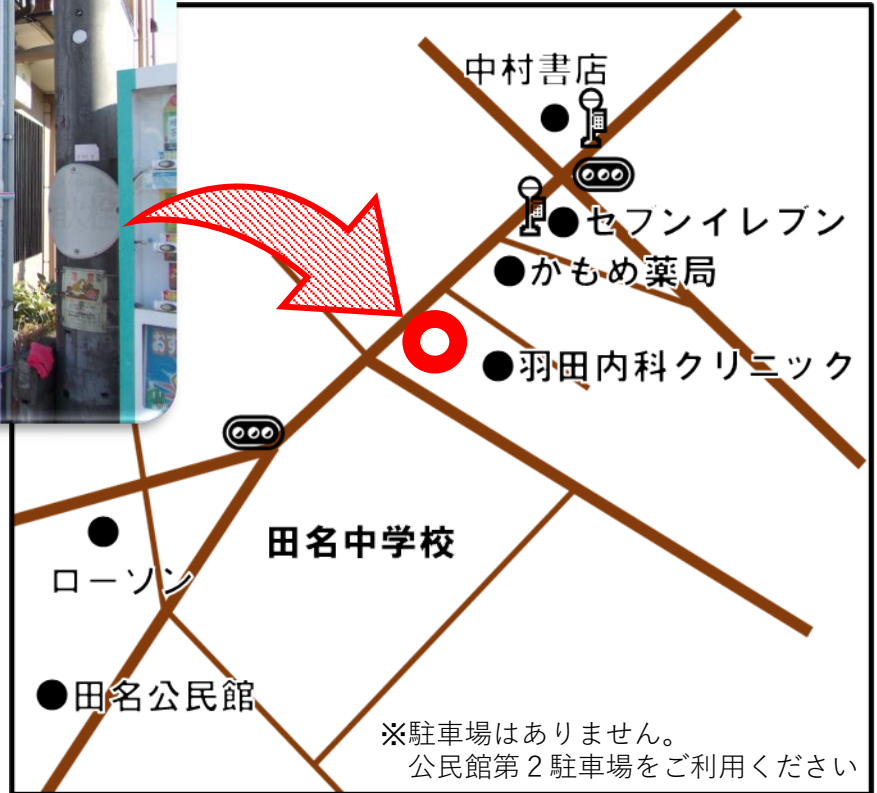 中村書店
セブンイレブン
かもめ薬局
羽田内科クリニック
田名中学校
ローソン
田名公民館
※駐車場はありません。
公民館第２駐車場をご利用ください